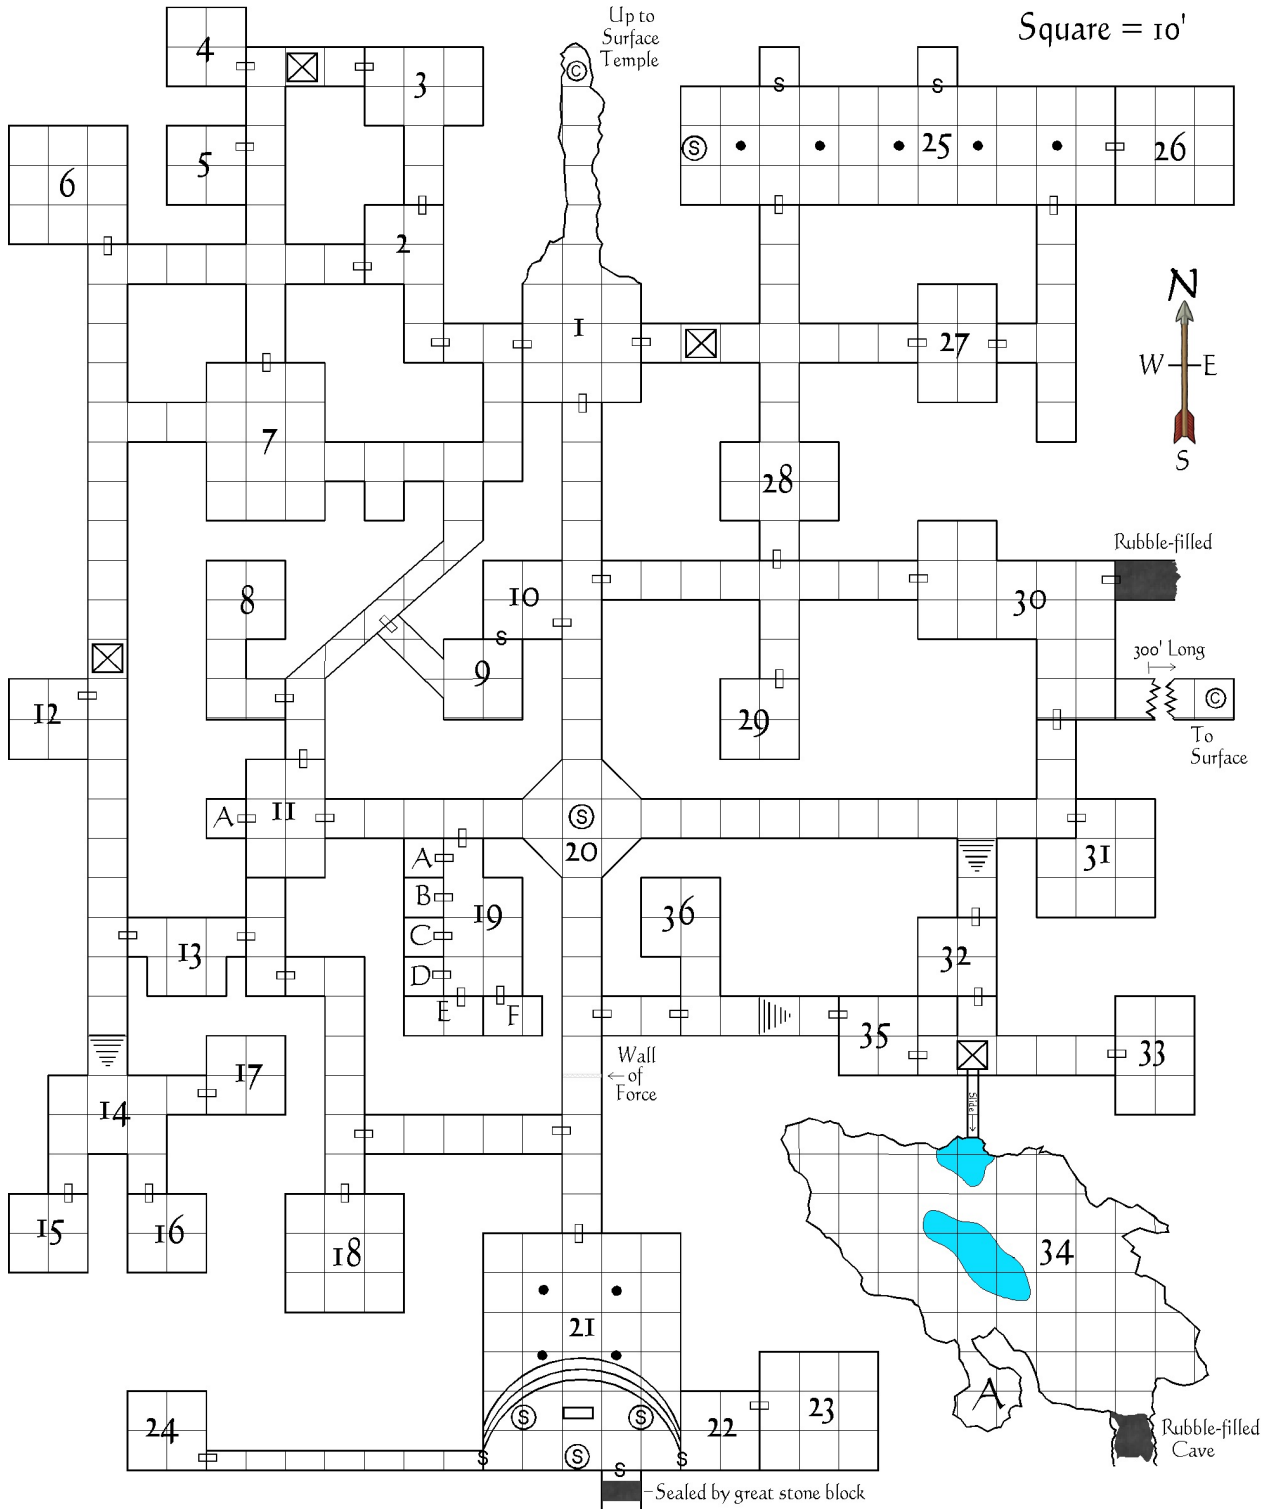 Up to
Surface
Temple
Square = 10'
C
4
3
S
S
5
S
25
26
6
2
N
W
E
S
1
27
7
28
Rubble-filled
8
10
30
S
9
300' Long
12
29
C
To
Surface
A
11
S
20
A
31
B
19
36
C
13
32
D
E
F
35
Wall
of
Force
17
33
14
Slide
34
15
16
18
21
A
24
S
S
22
23
S
S
S
S
Rubble-filled
Cave
Sealed by great stone block